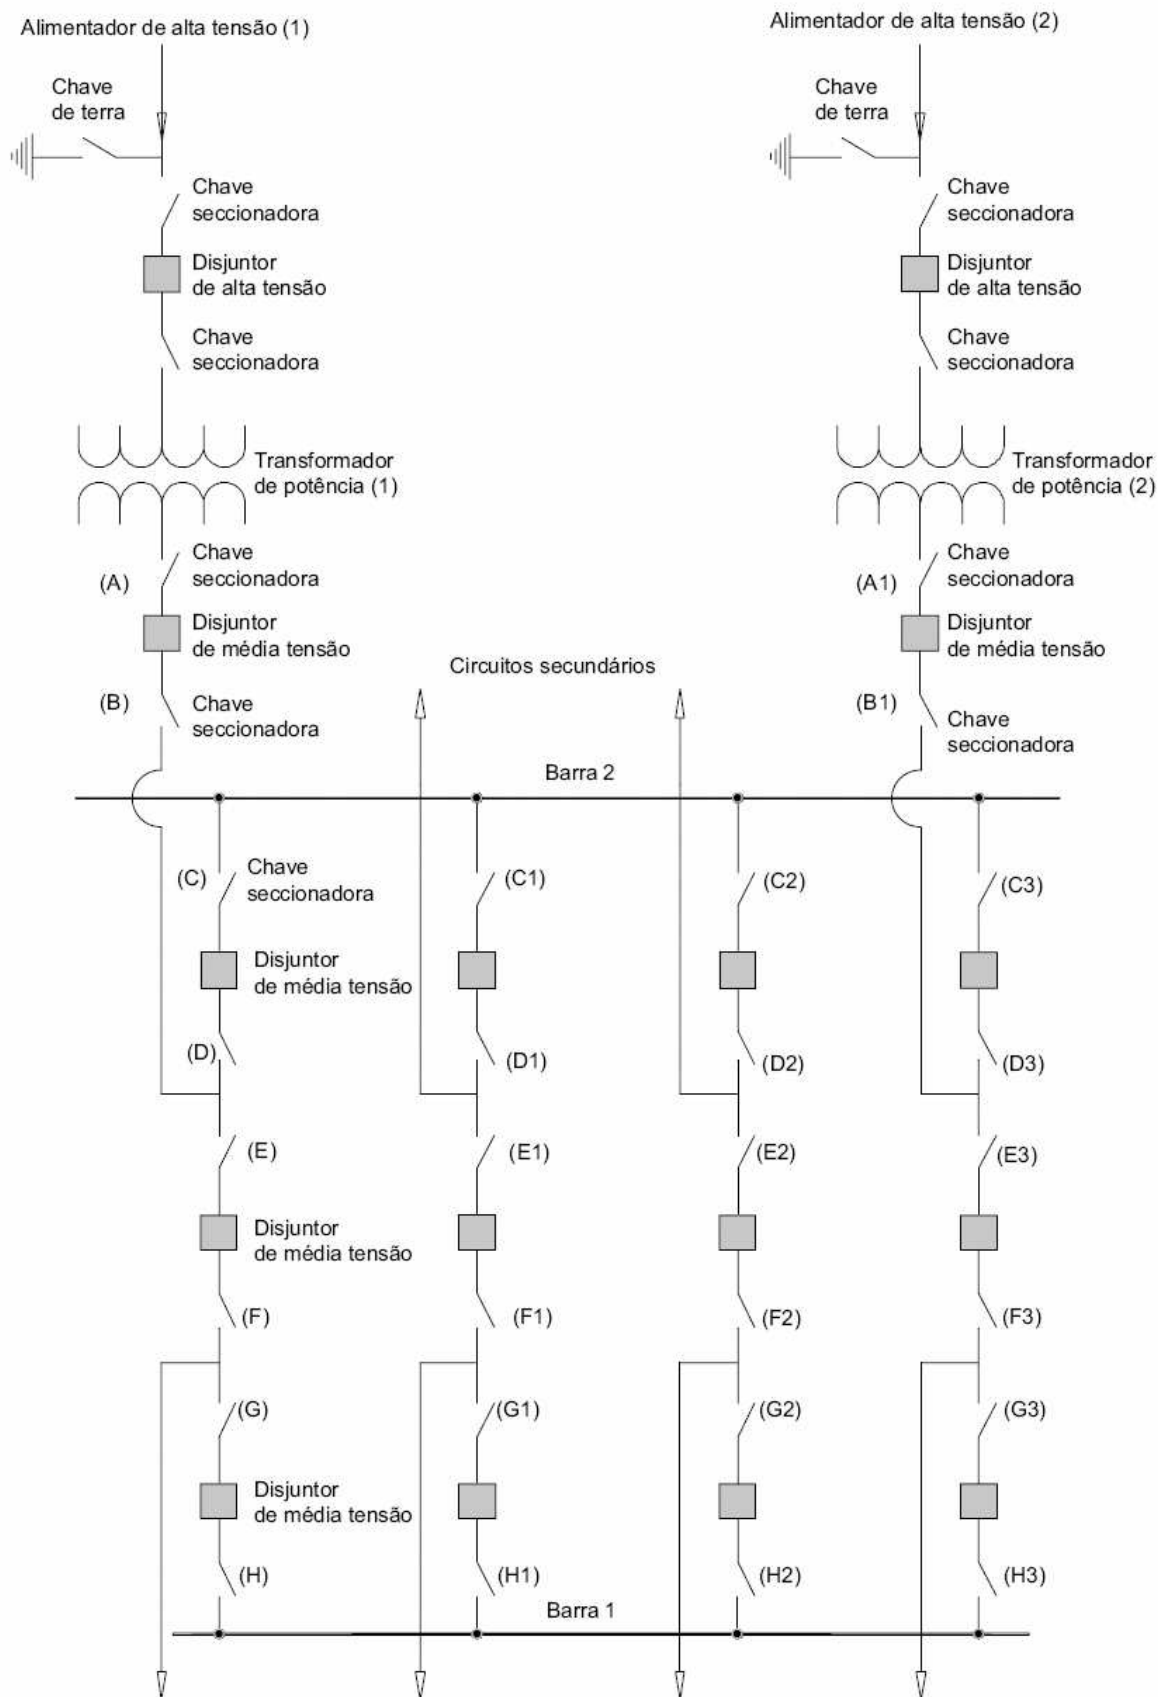 Alimentador de alta tensão (1)
Alimentador de alta tensão (2)
Chave
de terra
Chave
de terra
Chave
seccionadora
Chave
seccionadora
Disjuntor
de alta tensão
Disjuntor
de alta tensão
Chave
seccionadora
Chave
seccionadora
Transformador
de potência (1)
Transformador
de potência (2)
(A)
Chave
seccionadora
(A1)
Chave
seccionadora
Disjuntor
de média tensão
Disjuntor
de média tensão
Circuitos secundários
(B)
Chave
seccionadora
(B1)
Chave
seccionadora
Barra 2
(C)
Chave
seccionadora
(C1)
(C2)
(C3)
Disjuntor
de média tensão
(D)
(D1)
(D2)
(D3)
(E)
(E1)
(E2)
(E3)
Disjuntor
de média tensão
(F)
(F1)
(F2)
(F3)
(G)
(G1)
(G2)
(G3)
Disjuntor
de média tensão
(H)
(H1)
(H2)
(H3)
Barra 1